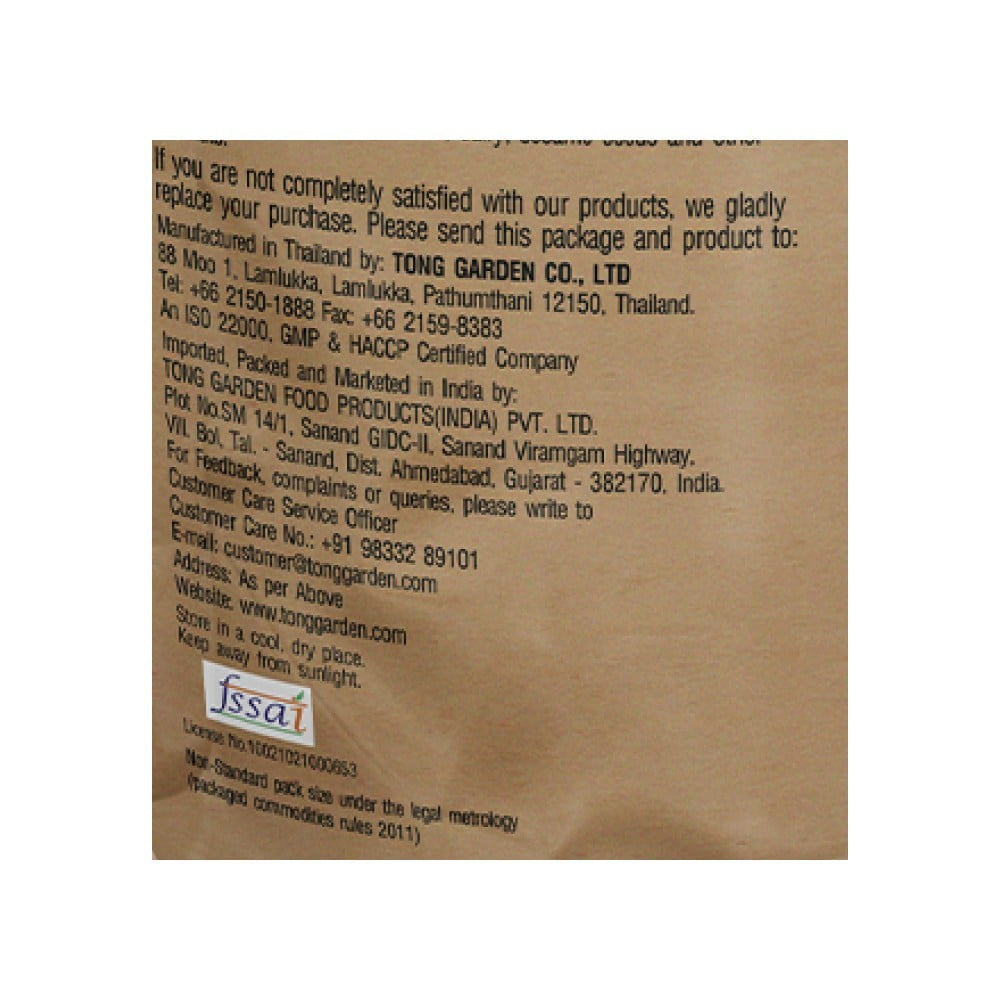 sesame seeds and other
If you are not completely satisfied with our products, we gladly
replace your purchase. Please send this package and product to:
Manufactured in Thailand by: TONG GARDEN CO., LTD
88 Moo 1, Lamlukka, Lamlukka, Pathumthani 12150, Thailand.
Tel: +66 2150-1888 Fax: +66 2159-8383
An ISO 22000, GMP & HACCP Certified Company
Imported, Packed and Marketed in India by:
TONG GARDEN FOOD PRODUCTS(INDIA) PVT. LTD.
Plot No.SM 14/1, Sanand GIDC-II, Sanand Viramgam Highway.
Vill. Bol, Tal. - Sanand, Dist. Ahmedabad, Gujarat - 382170, India.
For Feedback, complaints or queries, please write to
Customer Care Service Officer
Customer Care No.: +91 98332 89101
E-mail: customer@tonggarden.com
Address: As per Above
Website: www.tonggarden.com
Store in a cool, dry place.
Keep away from sunlight.
fssai
License No.10021021000653
Non-Standard pack size under the legal metrology
(packaged commodities rules 2011)